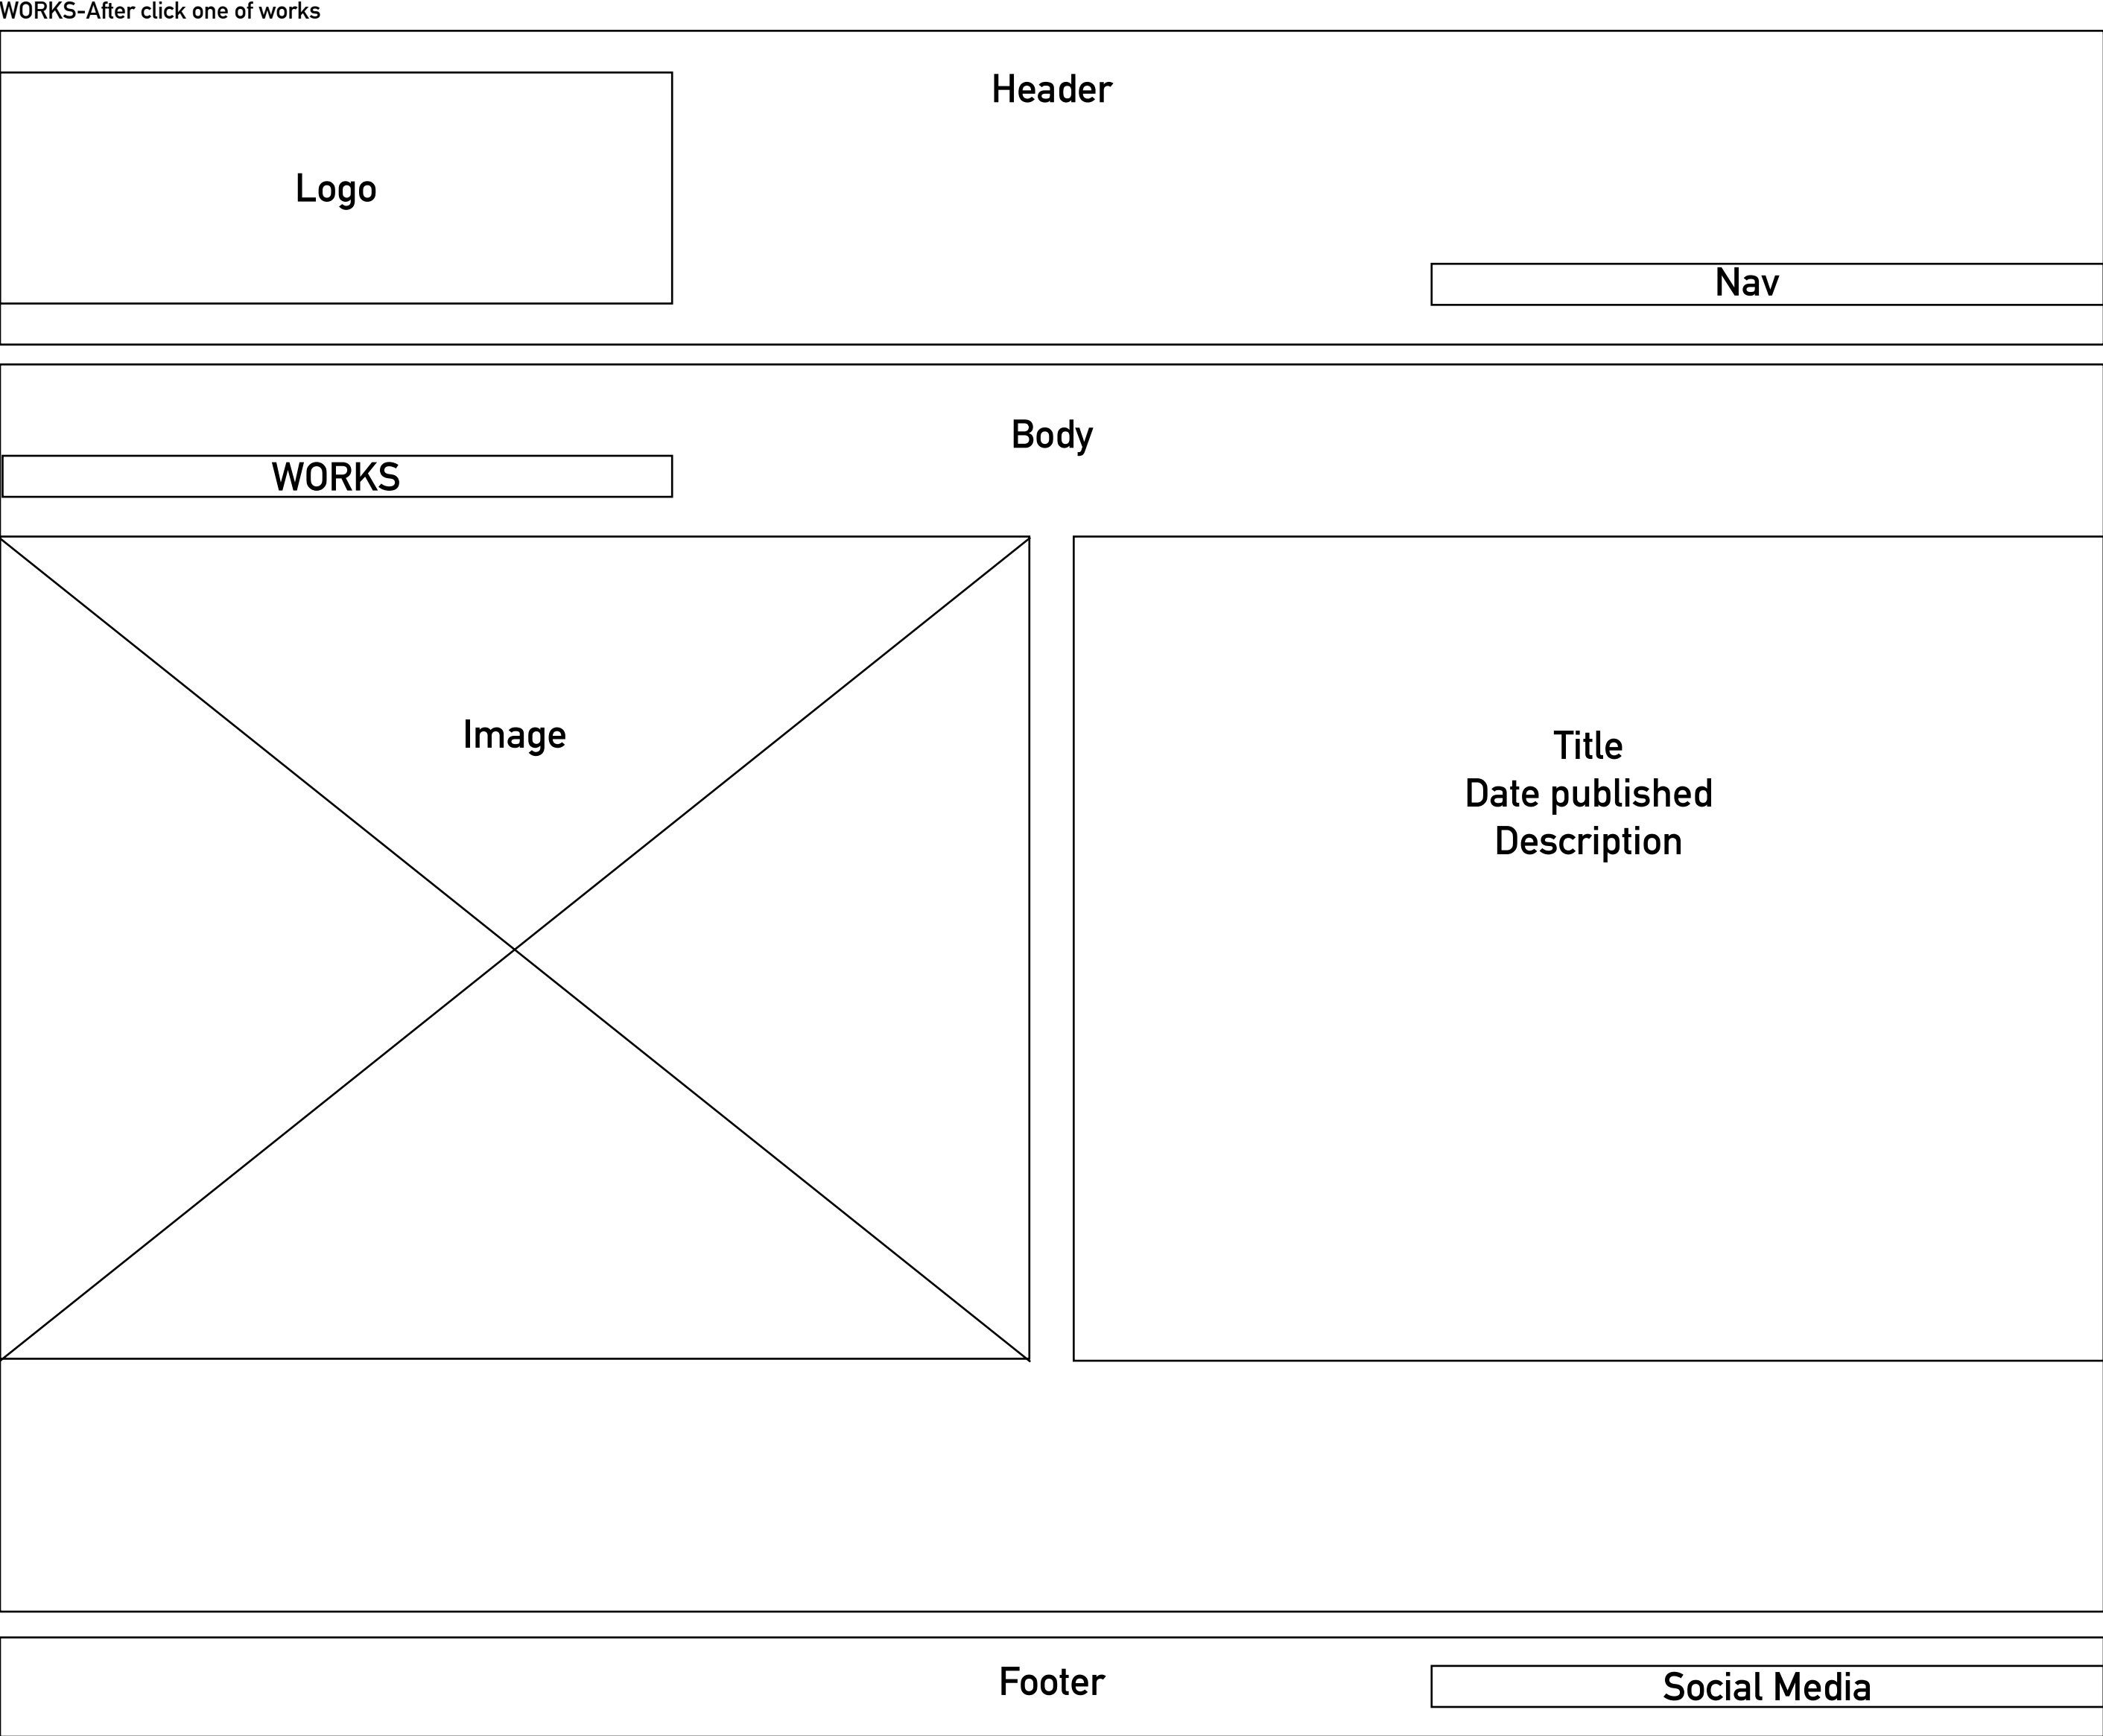 WORKS-After click one of works
Header
Logo
Nav
Body
WORKS
Image
Title
Date published
Description
Footer
Social Media